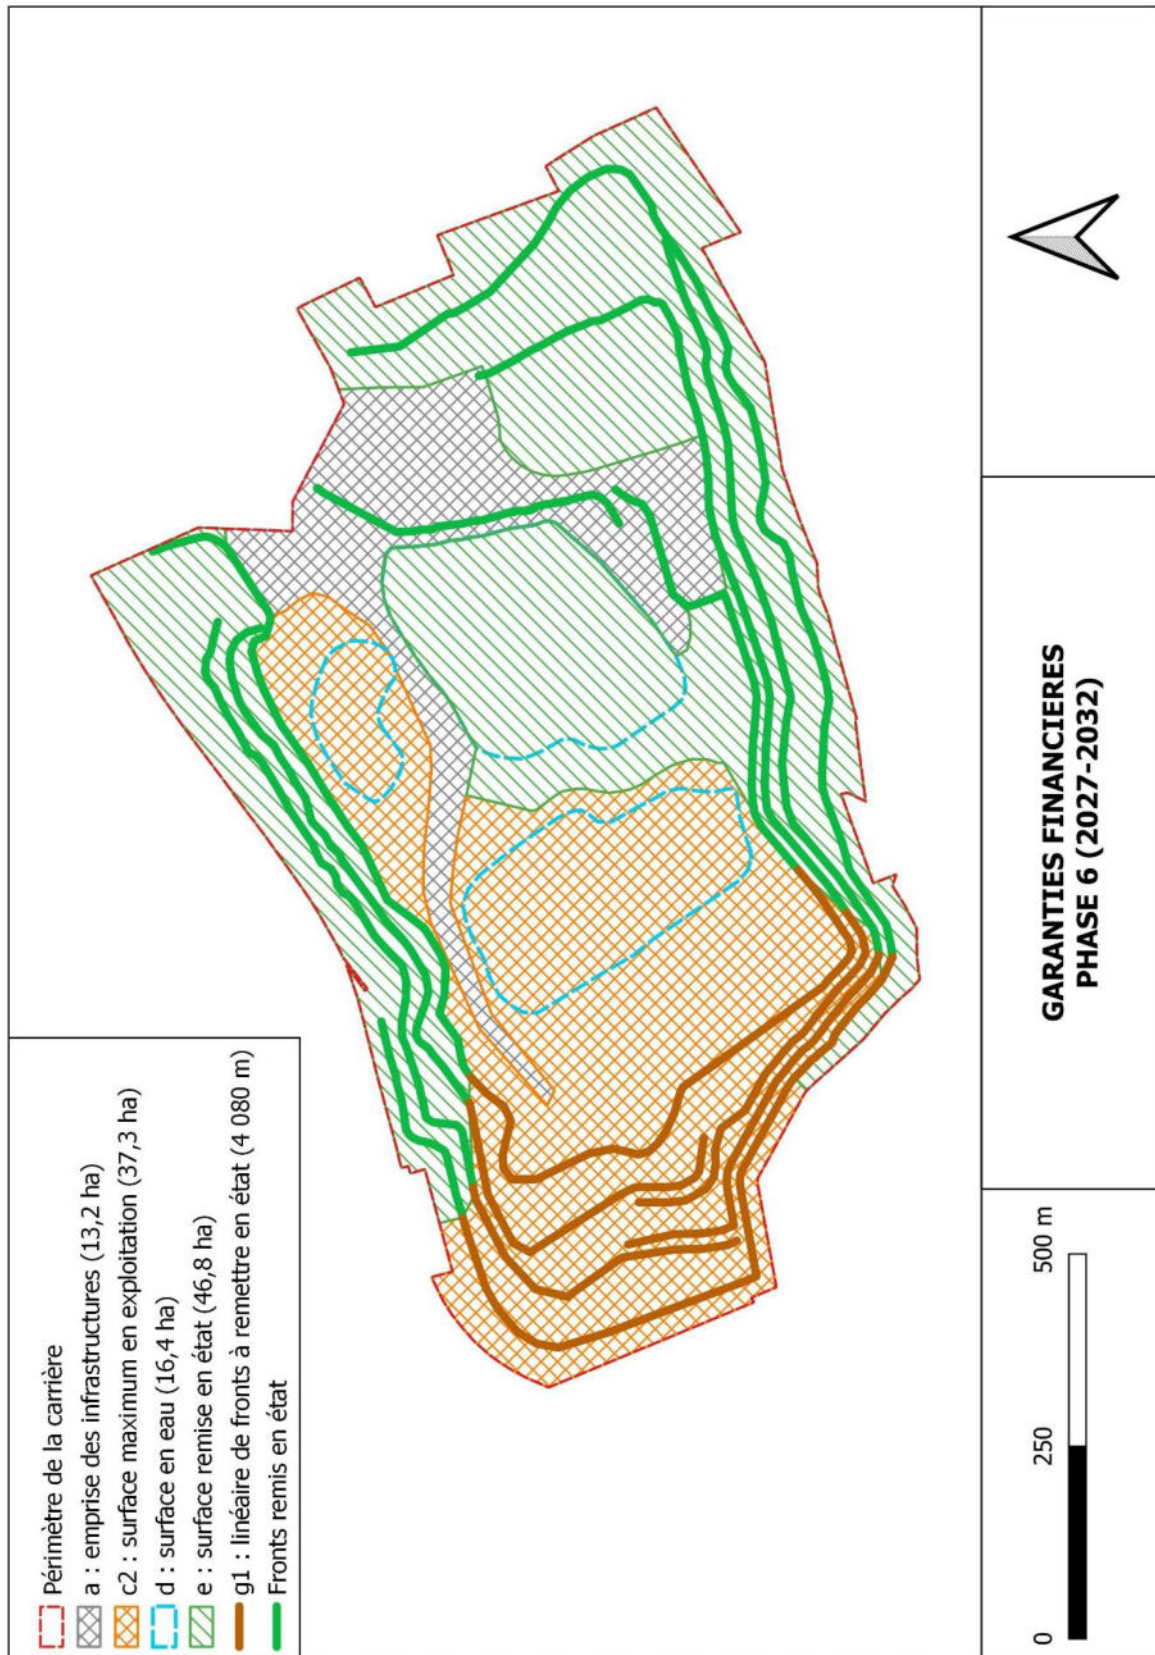 Périmètre de la carrière
a : emprise des infrastructures (13,2 ha)
c2 : surface maximum en exploitation (37,3 ha)
d : surface en eau (16,4 ha)
e : surface remise en état (46,8 ha)
g1 : linéaire de fronts à remettre en état (4 080 m)
Fronts remis en état
0 250 500 m
GARANTIES FINANCIERES
PHASE 6 (2027-2032)